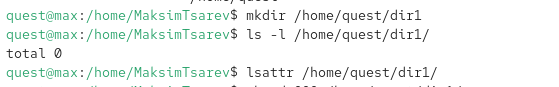 quest@max:/home/MaksimTsarev$ mkdir /home/quest/dir1
quest@max:/home/MaksimTsarev$ ls -l /home/quest/dir1/
total 0
quest@max:/home/MaksimTsarev$ lsattr /home/quest/dir1/